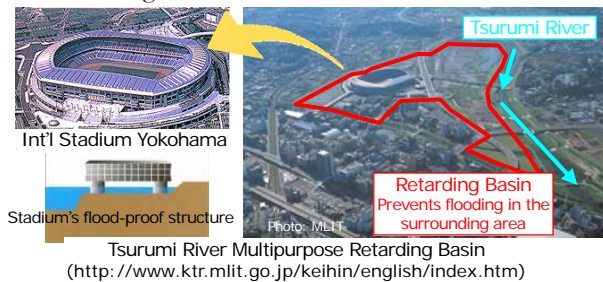 Tsurumi River
Int'l Stadium Yokohama
Stadium's flood-proof structure
Retarding Basin
Prevents flooding in the
surrounding area
Photo: MLIT
Tsurumi River Multipurpose Retarding Basin
(http://www.ktr.mlit.go.jp/keihin/english/index.htm)